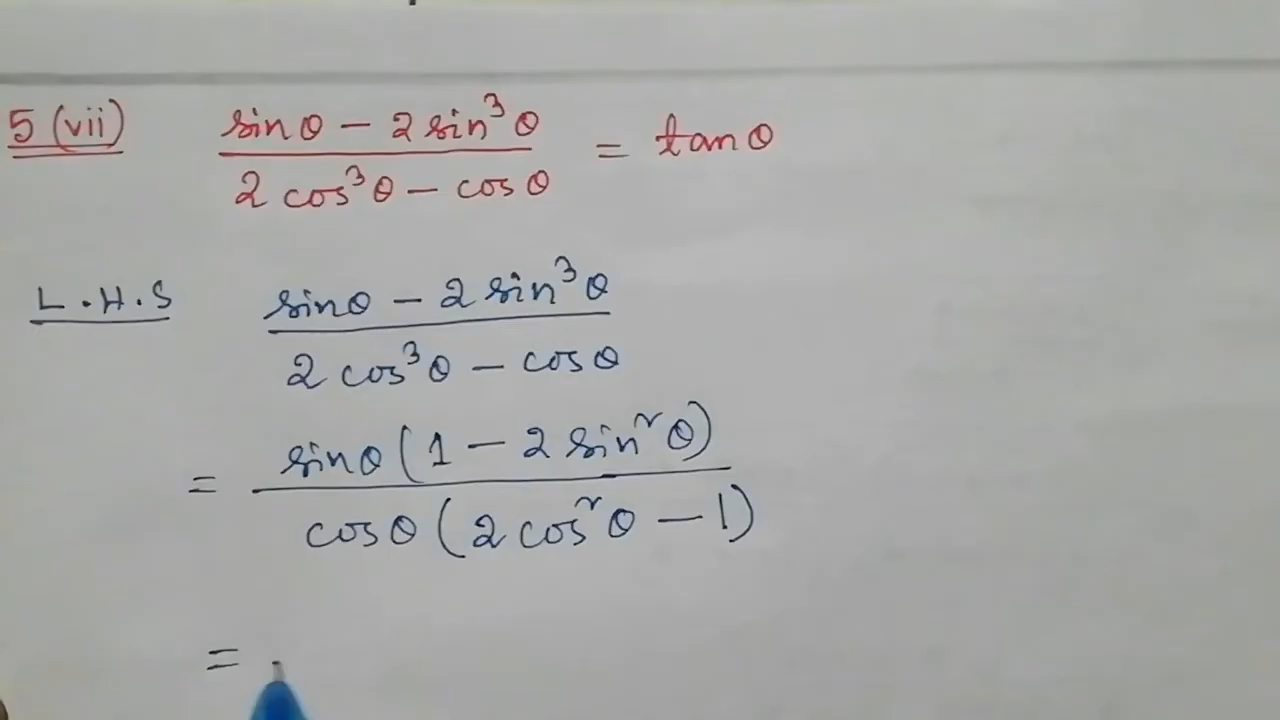 5 (vii) (sin θ − 2 sin³ θ) / (2 cos³ θ − cos θ) = tan θ
L.H.S (sin θ − 2 sin³ θ) / (2 cos³ θ − cos θ)
= (sin θ (1 − 2 sin² θ)) / (cos θ (2 cos² θ − 1))
=